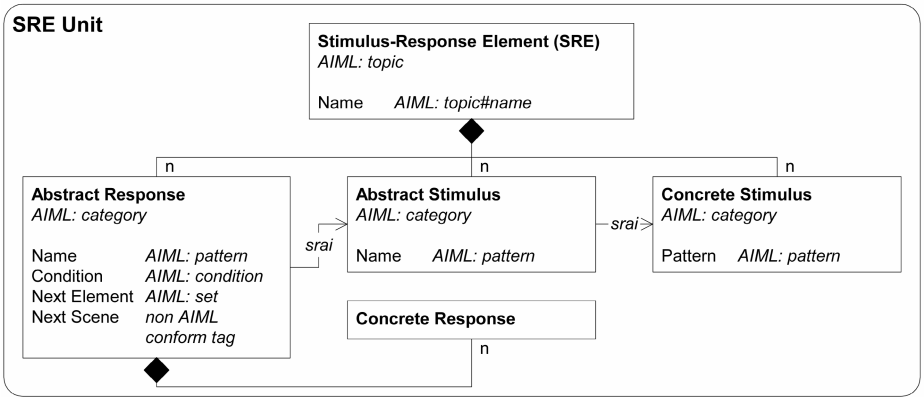 SRE Unit
Stimulus-Response Element (SRE)
AIML: topic
Name AIML: topic#name
n
n
n
Abstract Response
AIML: category
Name AIML: pattern
Condition AIML: condition
Next Element AIML: set
Next Scene non AIML
conform tag
srai
Abstract Stimulus
AIML: category
Name AIML: pattern
srai
Concrete Stimulus
AIML: category
Pattern AIML: pattern
Concrete Response
n